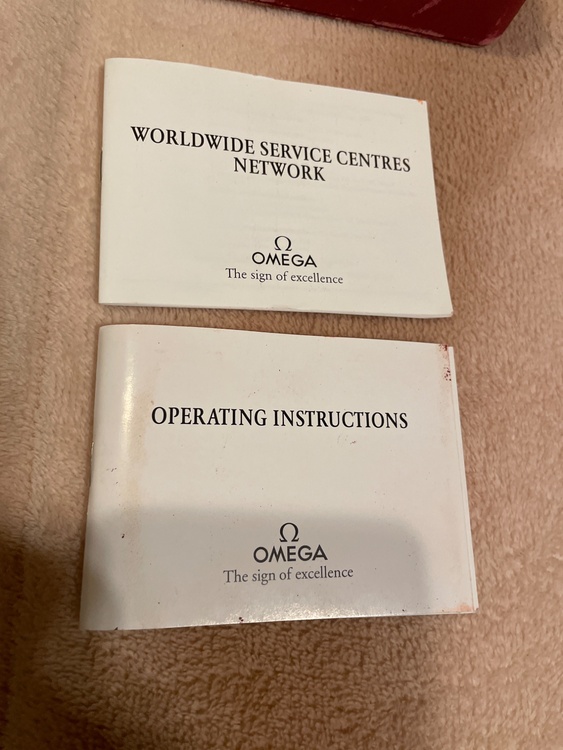 WORLDWIDE SERVICE CENTRES
NETWORK
Ω
OMEGA
The sign of excellence
OPERATING INSTRUCTIONS
Ω
OMEGA
The sign of excellence